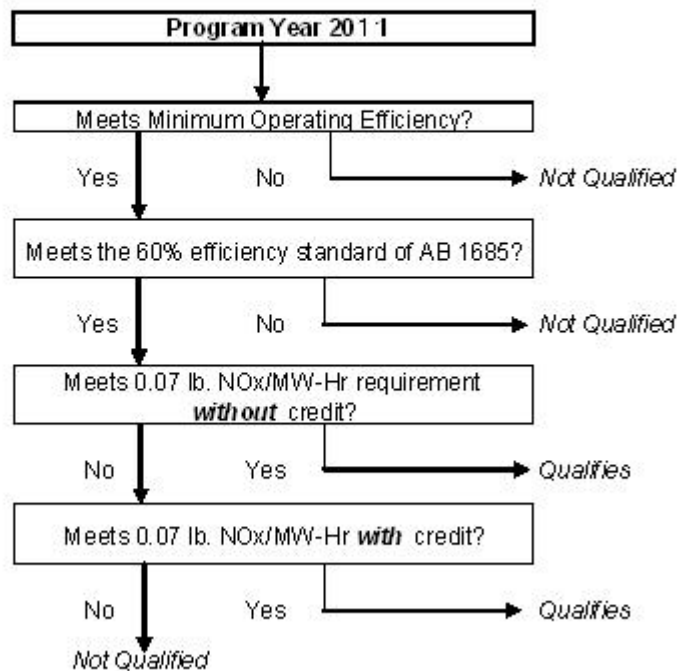 Program Year 2011
Meets Minimum Operating Efficiency?
Yes No Not Qualified
Meets the 60% efficiency standard of AB 1685?
Yes No Not Qualified
Meets 0.07 lb. NOx/MW-Hr requirement
without credit?
No Yes Qualifies
Meets 0.07 lb. NOx/MW-Hr with credit?
No Yes Qualifies
Not Qualified